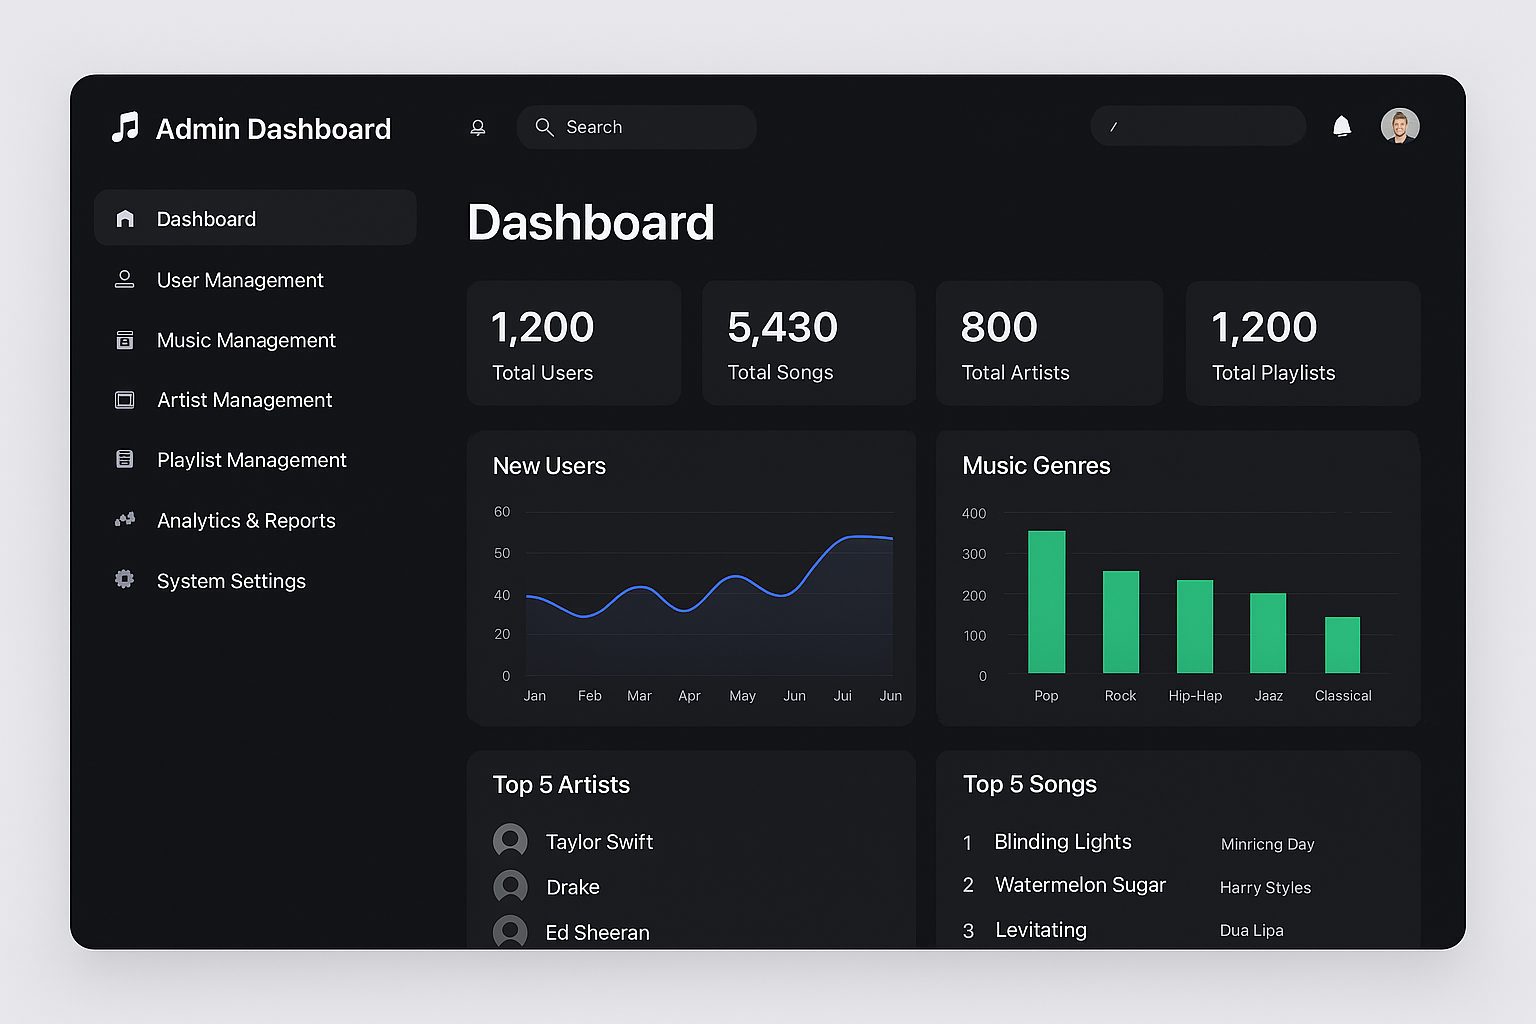 Admin Dashboard
Search
/
Dashboard
User Management
Music Management
Artist Management
Playlist Management
Analytics & Reports
System Settings
Dashboard
1,200
Total Users
5,430
Total Songs
800
Total Artists
1,200
Total Playlists
New Users
60
50
40
20
0
Jan Feb Mar Apr May Jun Jui Jun
Music Genres
400
300
200
100
0
Pop Rock Hip-Hap Jaaz Classical
Top 5 Artists
Taylor Swift
Drake
Ed Sheeran
Top 5 Songs
1 Blinding Lights Minricng Day
2 Watermelon Sugar Harry Styles
3 Levitating Dua Lipa